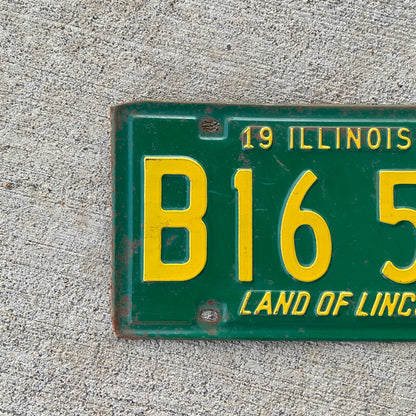 19 ILLINOIS
B16 5
LAND OF LINC